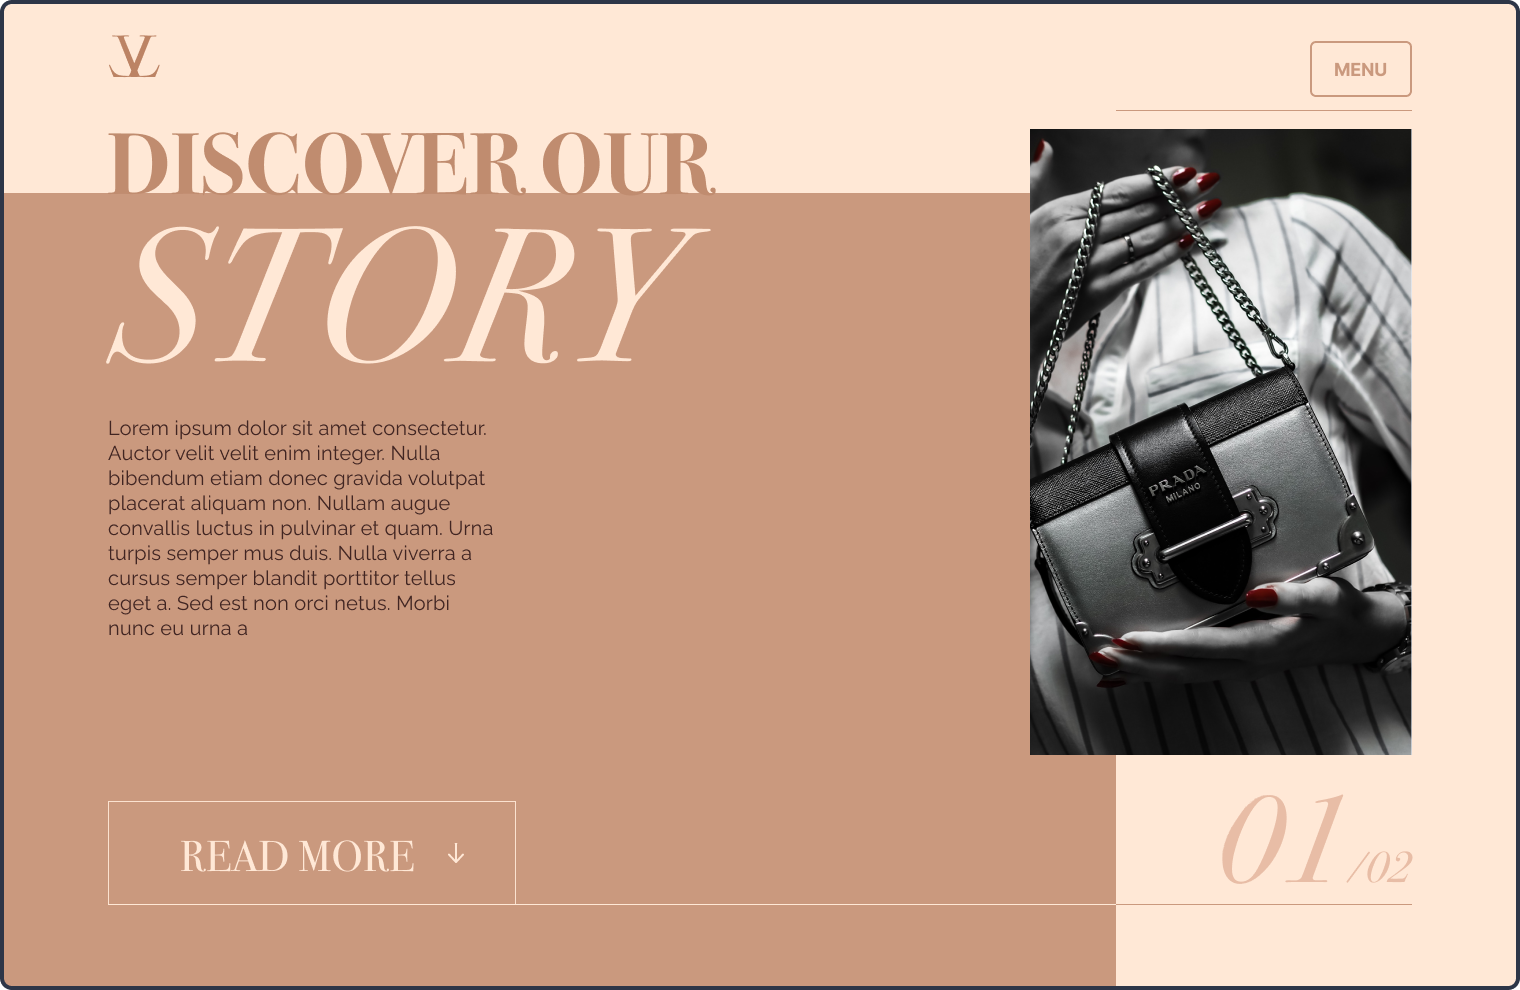 MENU
DISCOVER OUR
STORY
Lorem ipsum dolor sit amet consectetur.
Auctor velit velit enim integer. Nulla
bibendum etiam donec gravida volutpat
placerat aliquam non. Nullam augue
convallis luctus in pulvinar et quam. Urna
turpis semper mus duis. Nulla viverra a
cursus semper blandit porttitor tellus
eget a. Sed est non orci netus. Morbi
nunc eu urna a
PRADA
MILANO
READ MORE ↓
01/02